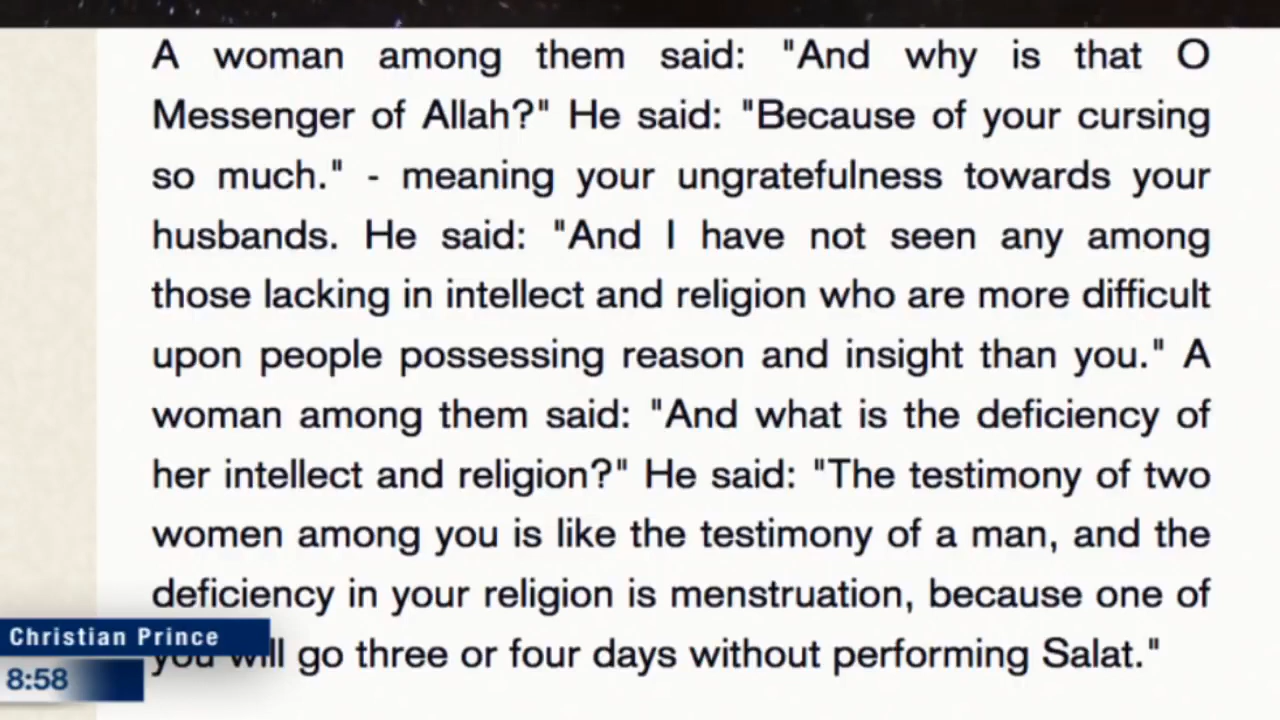 A woman among them said: "And why is that O
Messenger of Allah?" He said: "Because of your cursing
so much." - meaning your ungratefulness towards your
husbands. He said: "And I have not seen any among
those lacking in intellect and religion who are more difficult
upon people possessing reason and insight than you." A
woman among them said: "And what is the deficiency of
her intellect and religion?" He said: "The testimony of two
women among you is like the testimony of a man, and the
deficiency in your religion is menstruation, because one of
you will go three or four days without performing Salat."
Christian Prince
8:58